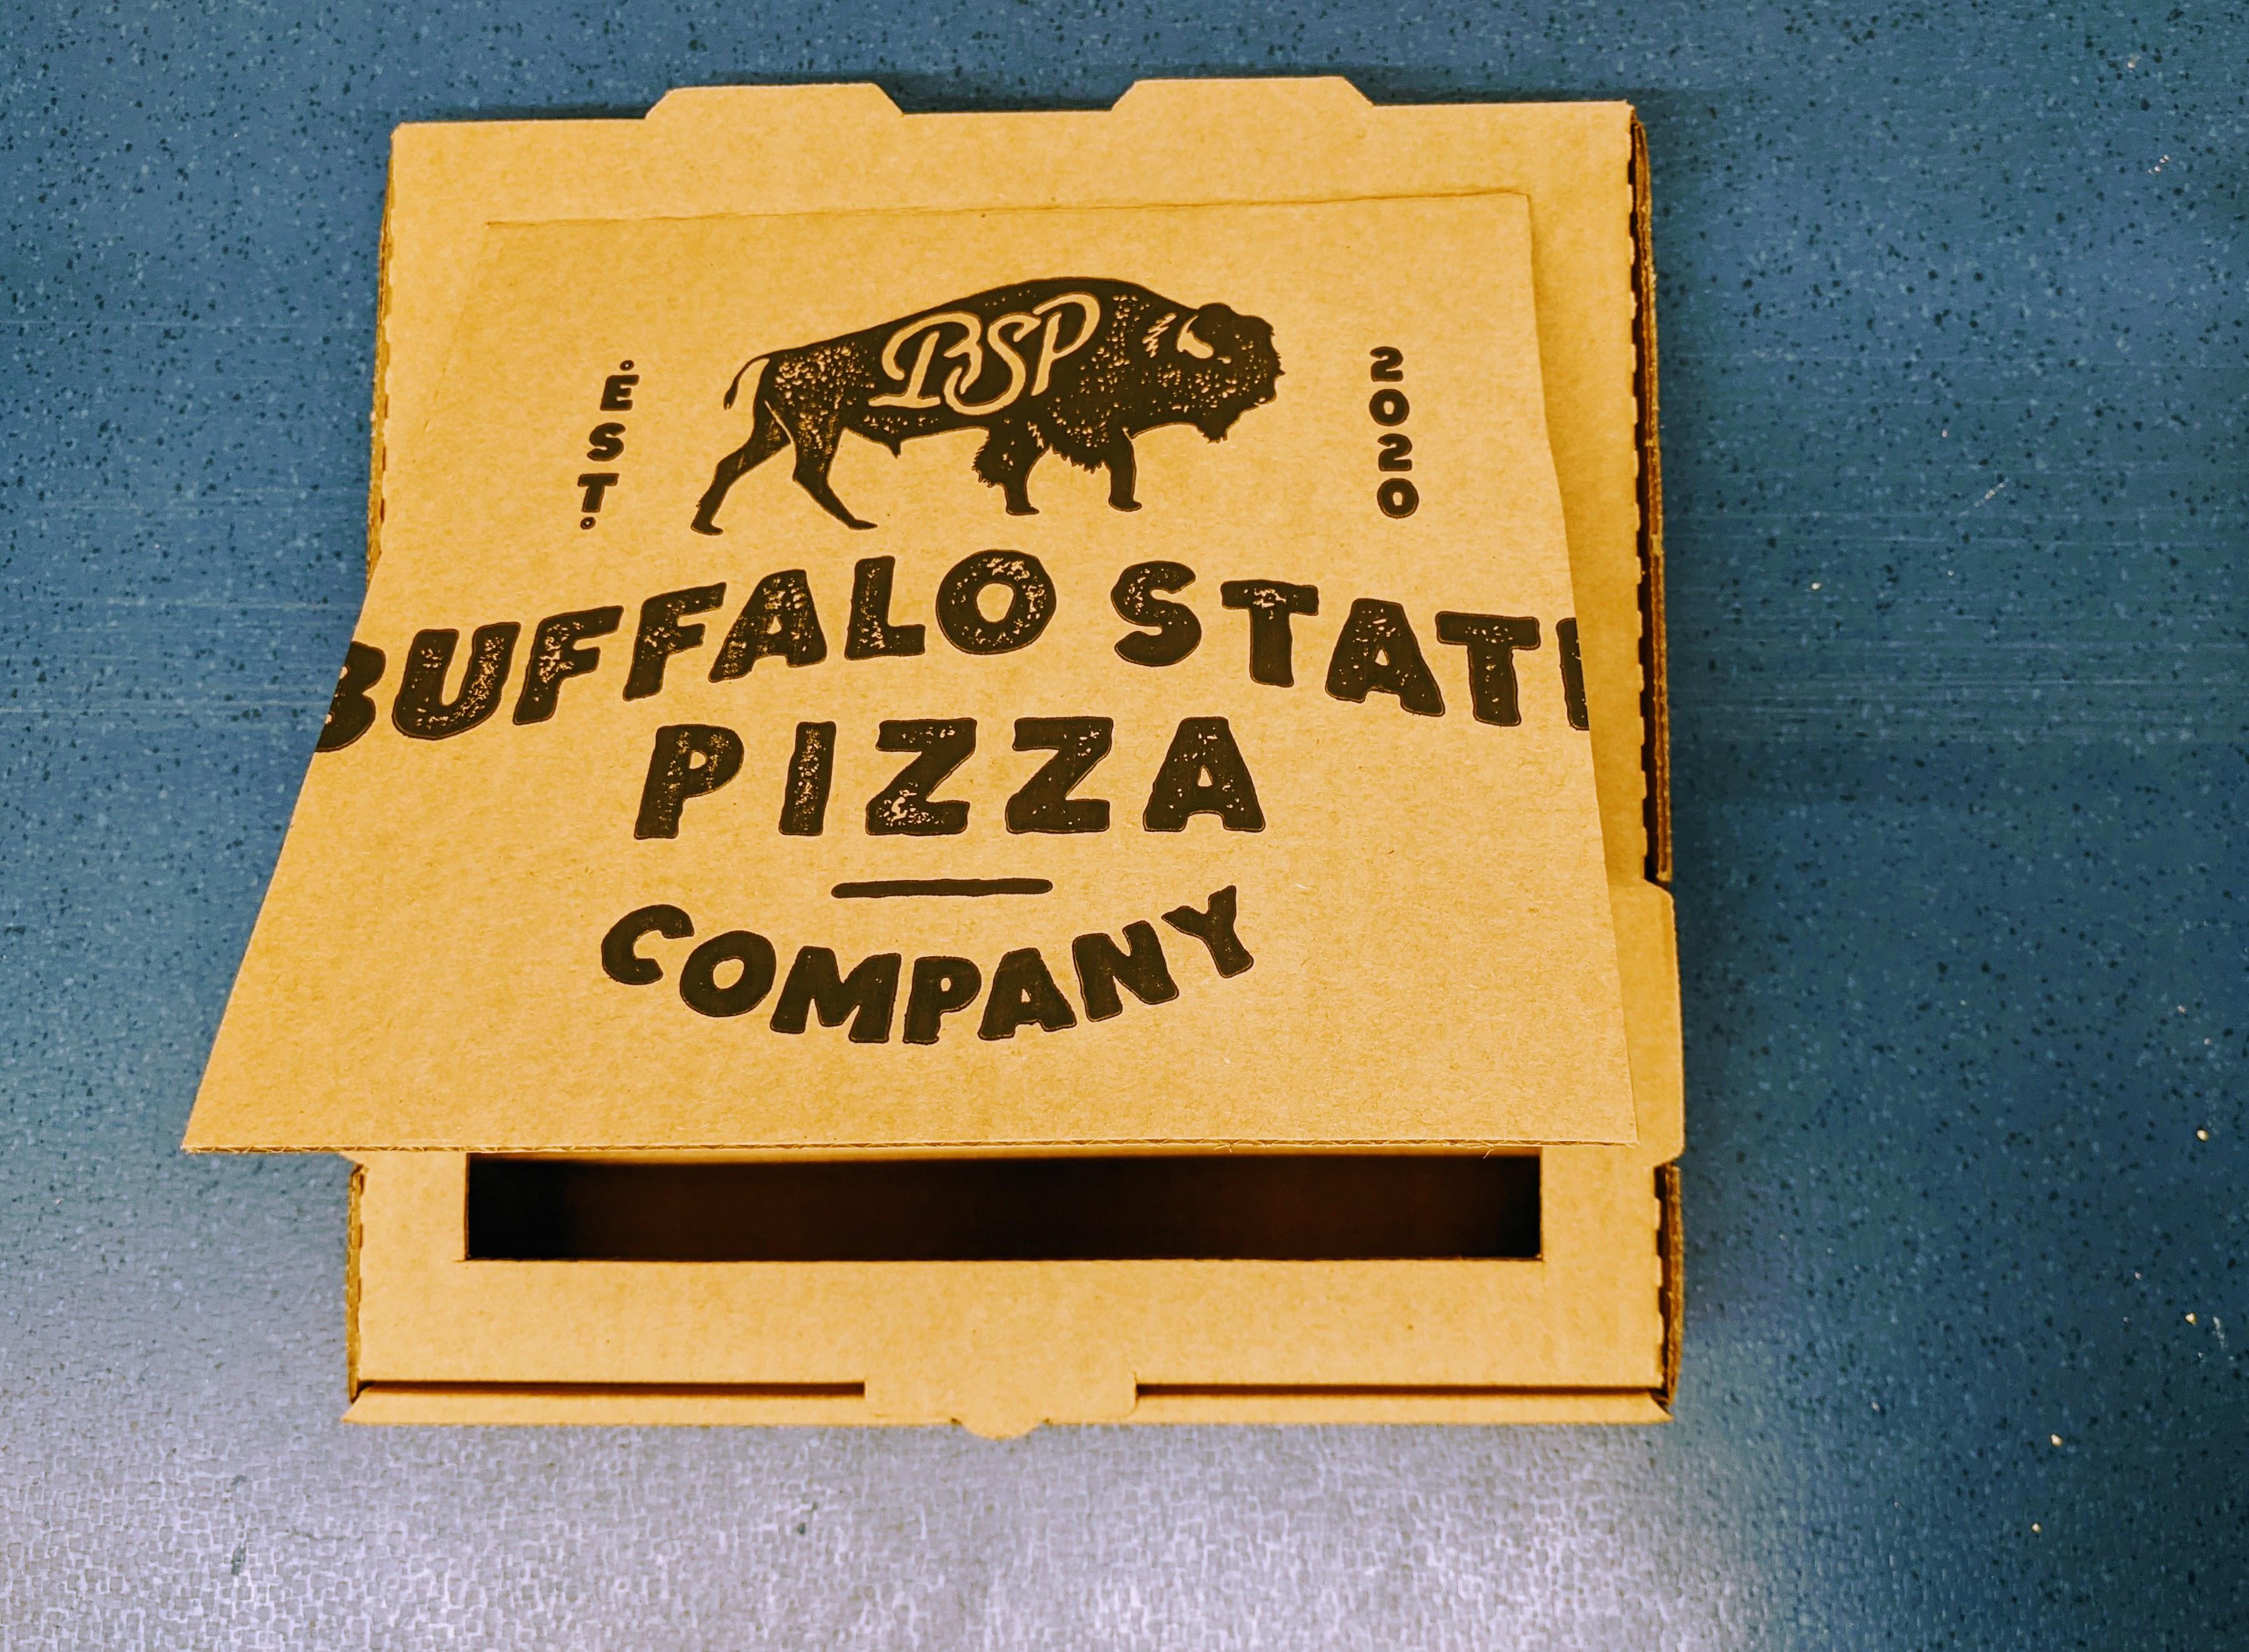 BSP
EST.
2020
BUFFALO STATE
PIZZA
COMPANY